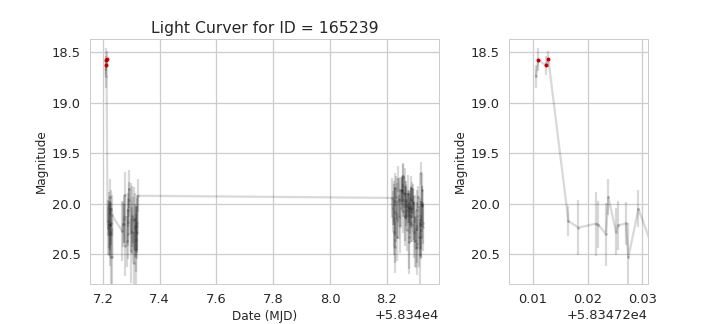 Light Curver for ID = 165239
Magnitude
18.5
19.0
19.5
20.0
20.5
7.2 7.4 7.6 7.8 8.0 8.2
Date (MJD)
+5.834e4
Magnitude
18.5
19.0
19.5
20.0
20.5
0.01 0.02 0.03
+5.83472e4